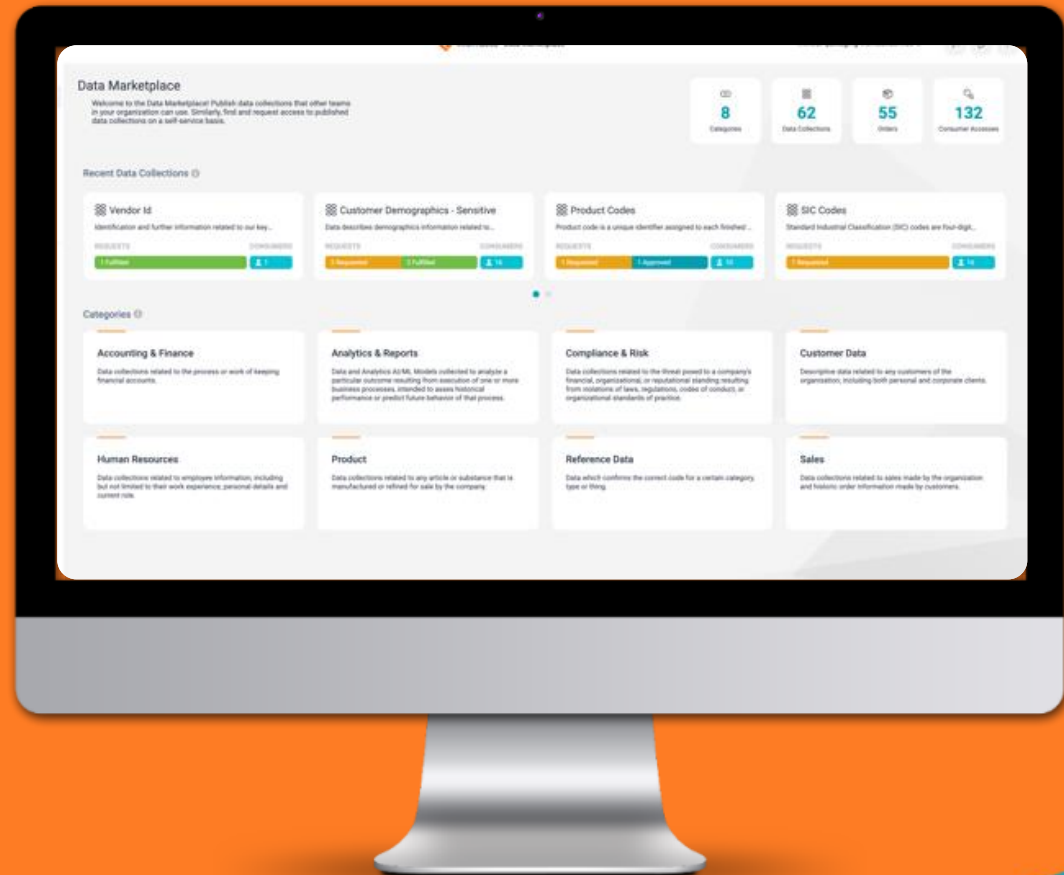 Data Marketplace
Welcome to the Data Marketplace! Publish data collections that other teams
in your organization can use. Similarly, find and request access to published
data collections on a self-service basis.
8
Categories
62
Data Collections
55
Orders
132
Consumer Accesses
Recent Data Collections
Vendor Id
Identification and further information related to our key...
REQUESTS CONSUMERS
1 Fulfilled 1
Customer Demographics - Sensitive
Data describes demographics information related to...
REQUESTS CONSUMERS
Requested Fulfilled
Product Codes
Product code is a unique identifier assigned to each finished ...
REQUESTS CONSUMERS
1 Requested 1 Approved
SIC Codes
Standard Industrial Classification (SIC) codes are four-digit...
REQUESTS CONSUMERS
1 Requested
Categories
Accounting & Finance
Data collections related to the process or work of keeping
financial accounts.
Analytics & Reports
Data and Analytics AI/ML Models collected to analyze a
particular outcome resulting from execution of one or more
business processes, intended to assess historical
performance or predict future behavior of that process.
Compliance & Risk
Data collections related to the threat posed to a company's
financial, organizational, or reputational standing resulting
from violations of laws, regulations, codes of conduct, or
organizational standards of practice.
Customer Data
Descriptive data related to any customers of the
organization, including both personal and corporate clients.
Human Resources
Data collections related to employee information, including
but not limited to their work experience, personal details and
current role.
Product
Data collections related to any article or substance that is
manufactured or refined for sale by the company.
Reference Data
Data which confirms the correct code for a certain category,
type or thing.
Sales
Data collections related to sales made by the organization
and historic order information made by customers.